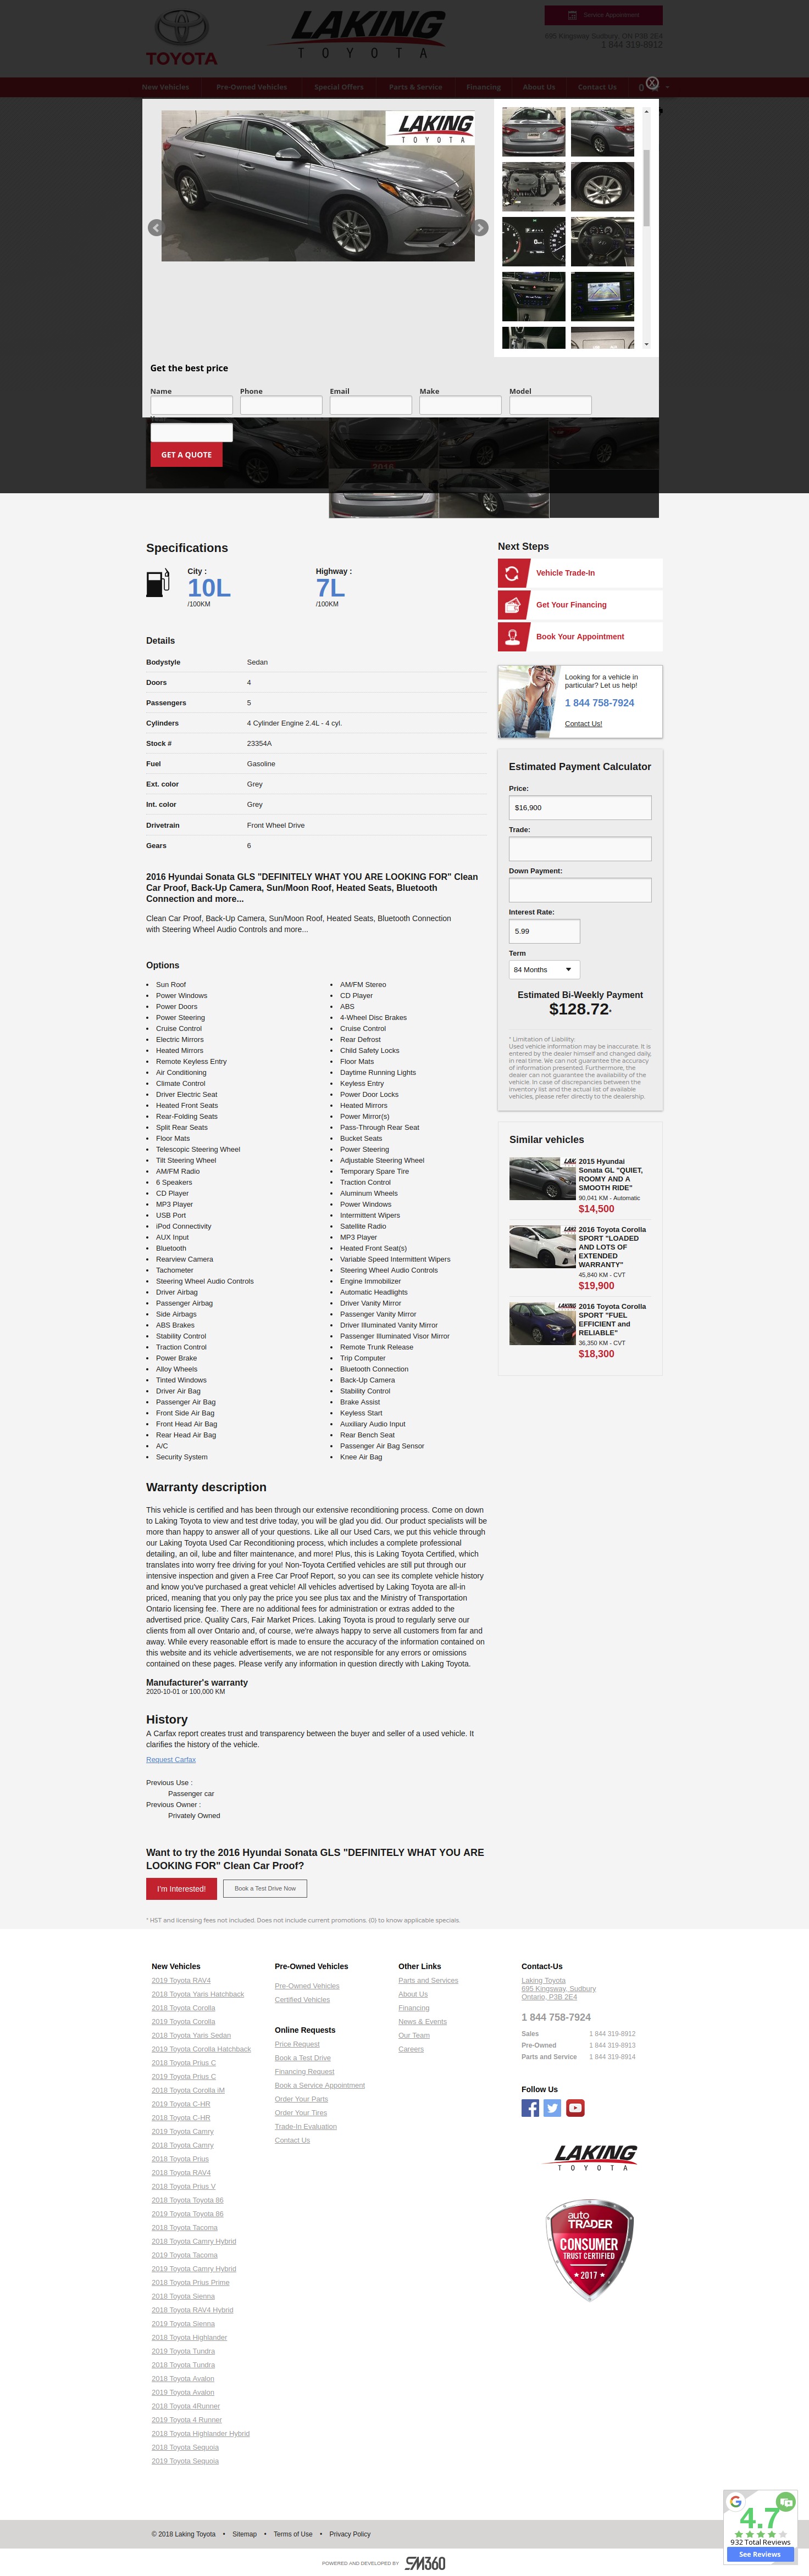 TOYOTA
LAKING
TOYOTA
Service Appointment
695 Kingsway Sudbury, ON P3B 2E4
1 844 319-8912
New Vehicles
Pre-Owned Vehicles
Special Offers
Parts & Service
Financing
About Us
Contact Us
LAKING
TOYOTA
Get the best price
Name
Phone
Email
Make
Model
GET A QUOTE
2016
Specifications
City :
10L
/100KM
Highway :
7L
/100KM
Details
Bodystyle Sedan
Doors 4
Passengers 5
Cylinders 4 Cylinder Engine 2.4L - 4 cyl.
Stock # 23354A
Fuel Gasoline
Ext. color Grey
Int. color Grey
Drivetrain Front Wheel Drive
Gears 6
2016 Hyundai Sonata GLS "DEFINITELY WHAT YOU ARE LOOKING FOR" Clean
Car Proof, Back-Up Camera, Sun/Moon Roof, Heated Seats, Bluetooth
Connection and more...
Clean Car Proof, Back-Up Camera, Sun/Moon Roof, Heated Seats, Bluetooth Connection
with Steering Wheel Audio Controls and more...
Options
Sun Roof
Power Windows
Power Doors
Power Steering
Cruise Control
Electric Mirrors
Heated Mirrors
Remote Keyless Entry
Air Conditioning
Climate Control
Driver Electric Seat
Heated Front Seats
Rear-Folding Seats
Split Rear Seats
Floor Mats
Telescopic Steering Wheel
Tilt Steering Wheel
AM/FM Radio
6 Speakers
CD Player
MP3 Player
USB Port
iPod Connectivity
AUX Input
Bluetooth
Rearview Camera
Tachometer
Steering Wheel Audio Controls
Driver Airbag
Passenger Airbag
Side Airbags
ABS Brakes
Stability Control
Traction Control
Power Brake
Alloy Wheels
Tinted Windows
Driver Air Bag
Passenger Air Bag
Front Side Air Bag
Front Head Air Bag
Rear Head Air Bag
A/C
Security System
AM/FM Stereo
CD Player
ABS
4-Wheel Disc Brakes
Cruise Control
Rear Defrost
Child Safety Locks
Floor Mats
Daytime Running Lights
Keyless Entry
Power Door Locks
Heated Mirrors
Power Mirror(s)
Pass-Through Rear Seat
Bucket Seats
Power Steering
Adjustable Steering Wheel
Temporary Spare Tire
Traction Control
Aluminum Wheels
Power Windows
Intermittent Wipers
Satellite Radio
MP3 Player
Heated Front Seat(s)
Variable Speed Intermittent Wipers
Steering Wheel Audio Controls
Engine Immobilizer
Automatic Headlights
Driver Vanity Mirror
Passenger Vanity Mirror
Driver Illuminated Vanity Mirror
Passenger Illuminated Visor Mirror
Remote Trunk Release
Trip Computer
Bluetooth Connection
Back-Up Camera
Stability Control
Brake Assist
Keyless Start
Auxiliary Audio Input
Rear Bench Seat
Passenger Air Bag Sensor
Knee Air Bag
Warranty description
This vehicle is certified and has been through our extensive reconditioning process. Come on down
to Laking Toyota to view and test drive today, you will be glad you did. Our product specialists will be
more than happy to answer all of your questions. Like all our Used Cars, we put this vehicle through
our Laking Toyota Used Car Reconditioning process, which includes a complete professional
detailing, an oil, lube and filter maintenance, and more! Plus, this is Laking Toyota Certified, which
translates into worry free driving for you! Non-Toyota Certified vehicles are still put through our
intensive inspection and given a Free Car Proof Report, so you can see its complete vehicle history
and know you've purchased a great vehicle! All vehicles advertised by Laking Toyota are all-in
priced, meaning that you only pay the price you see plus tax and the Ministry of Transportation
Ontario licensing fee. There are no additional fees for administration or extras added to the
advertised price. Quality Cars, Fair Market Prices. Laking Toyota is proud to regularly serve our
clients from all over Ontario and, of course, we're always happy to serve all customers from far and
away. While every reasonable effort is made to ensure the accuracy of the information contained on
this website and its vehicle advertisements, we are not responsible for any errors or omissions
contained on these pages. Please verify any information in question directly with Laking Toyota.
Manufacturer's warranty
2020-10-01 or 100,000 KM
History
A Carfax report creates trust and transparency between the buyer and seller of a used vehicle. It
clarifies the history of the vehicle.
Request Carfax
Previous Use :
Passenger car
Previous Owner :
Privately Owned
Want to try the 2016 Hyundai Sonata GLS "DEFINITELY WHAT YOU ARE
LOOKING FOR" Clean Car Proof?
I'm Interested!
Book a Test Drive Now
* HST and licensing fees not included. Does not include current promotions. {0} to know applicable specials.
Next Steps
Vehicle Trade-In
Get Your Financing
Book Your Appointment
Looking for a vehicle in
particular? Let us help!
1 844 758-7924
Contact Us!
Estimated Payment Calculator
Price:
$16,900
Trade:
Down Payment:
Interest Rate:
5.99
Term
84 Months
Estimated Bi-Weekly Payment
$128.72*
* Limitation of Liability:
Used vehicle information may be inaccurate. It is
entered by the dealer himself and changed daily,
in real time. We can not guarantee the accuracy
of information presented. Furthermore, the
dealer can not guarantee the availability of the
vehicle. In case of discrepancies between the
inventory list and the actual list of available
vehicles, please refer directly to the dealership.
Similar vehicles
2015 Hyundai
Sonata GL "QUIET,
ROOMY AND A
SMOOTH RIDE"
90,041 KM - Automatic
$14,500
2016 Toyota Corolla
SPORT "LOADED
AND LOTS OF
EXTENDED
WARRANTY"
45,840 KM - CVT
$19,900
2016 Toyota Corolla
SPORT "FUEL
EFFICIENT and
RELIABLE"
36,350 KM - CVT
$18,300
New Vehicles
2019 Toyota RAV4
2018 Toyota Yaris Hatchback
2018 Toyota Corolla
2019 Toyota Corolla
2018 Toyota Yaris Sedan
2019 Toyota Corolla Hatchback
2018 Toyota Prius C
2019 Toyota Prius C
2018 Toyota Corolla iM
2019 Toyota C-HR
2018 Toyota C-HR
2019 Toyota Camry
2018 Toyota Camry
2018 Toyota Prius
2018 Toyota RAV4
2018 Toyota Prius V
2018 Toyota Toyota 86
2019 Toyota Toyota 86
2018 Toyota Tacoma
2018 Toyota Camry Hybrid
2019 Toyota Tacoma
2019 Toyota Camry Hybrid
2018 Toyota Prius Prime
2018 Toyota Sienna
2018 Toyota RAV4 Hybrid
2019 Toyota Sienna
2018 Toyota Highlander
2019 Toyota Tundra
2018 Toyota Tundra
2018 Toyota Avalon
2019 Toyota Avalon
2018 Toyota 4Runner
2019 Toyota 4 Runner
2018 Toyota Highlander Hybrid
2018 Toyota Sequoia
2019 Toyota Sequoia
Pre-Owned Vehicles
Pre-Owned Vehicles
Certified Vehicles
Online Requests
Price Request
Book a Test Drive
Financing Request
Book a Service Appointment
Order Your Parts
Order Your Tires
Trade-In Evaluation
Contact Us
Other Links
Parts and Services
About Us
Financing
News & Events
Our Team
Careers
Contact-Us
Laking Toyota
695 Kingsway, Sudbury
Ontario, P3B 2E4
1 844 758-7924
Sales 1 844 319-8912
Pre-Owned 1 844 319-8913
Parts and Service 1 844 319-8914
Follow Us
LAKING
TOYOTA
auto
TRADER
CONSUMER
TRUST CERTIFIED
2017
4.7
932 Total Reviews
See Reviews
© 2018 Laking Toyota • Sitemap • Terms of Use • Privacy Policy
POWERED AND DEVELOPED BY SM360